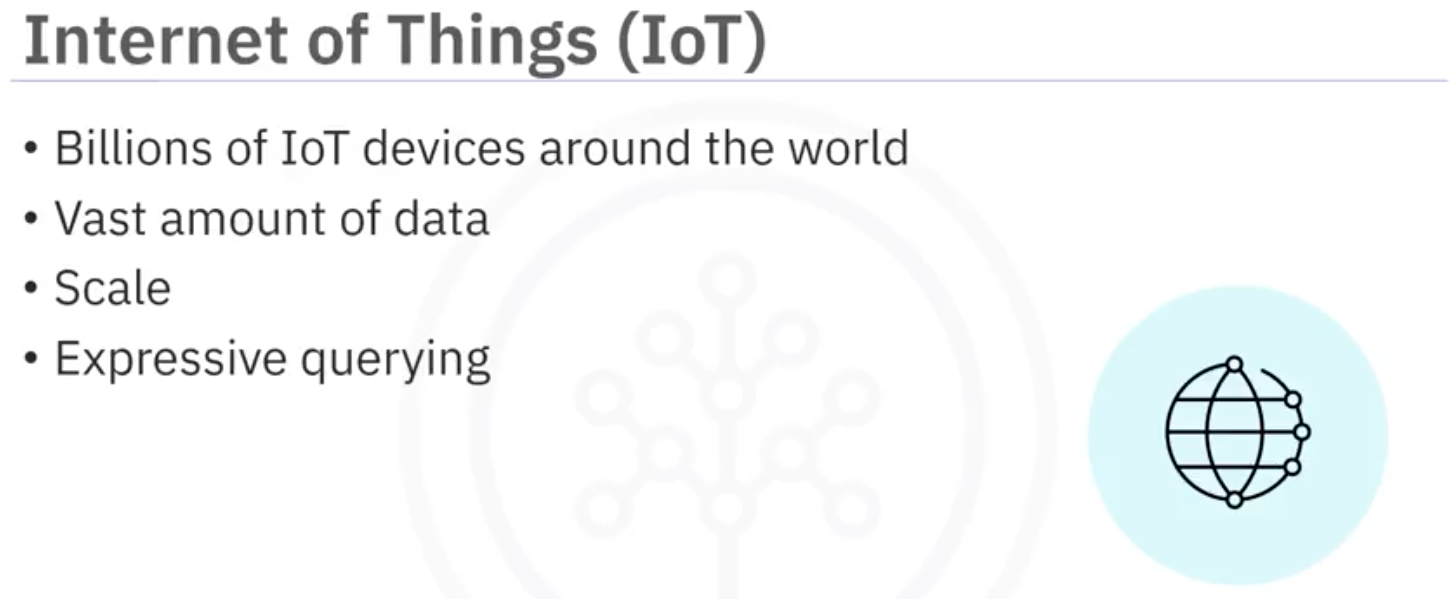 Internet of Things (IoT)
• Billions of IoT devices around the world
• Vast amount of data
• Scale
• Expressive querying